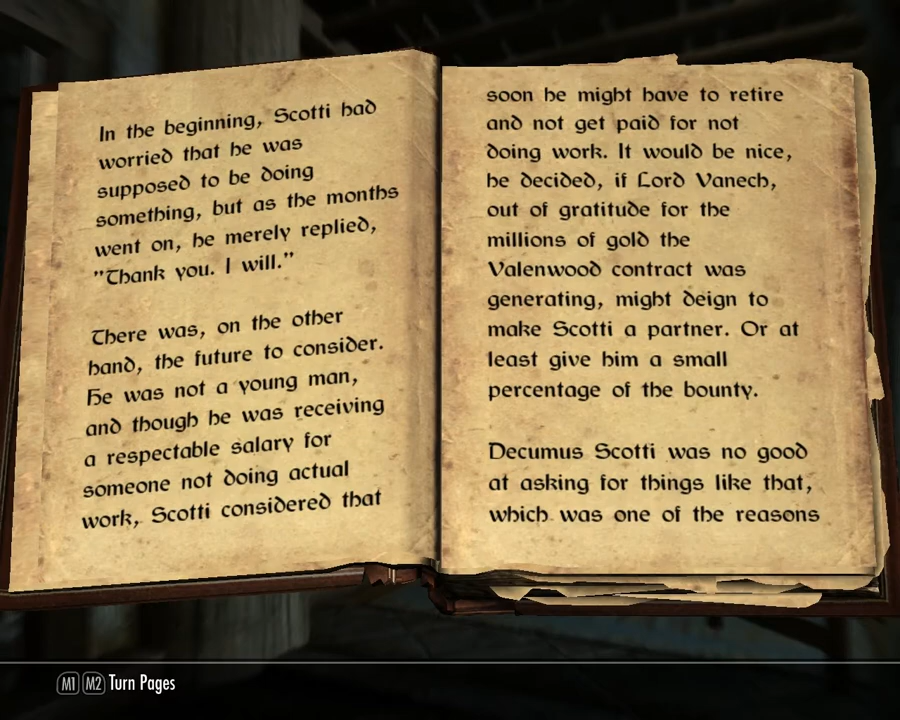 In the beginning, Scotti had
worried that he was
supposed to be doing
something, but as the months
went on, he merely replied,
"Thank you. I will."
There was, on the other
hand, the future to consider.
He was not a young man,
and though he was receiving
a respectable salary for
someone not doing actual
work, Scotti considered that
soon he might have to retire
and not get paid for not
doing work. It would be nice,
he decided, if Lord Vanech,
out of gratitude for the
millions of gold the
Valenwood contract was
generating, might deign to
make Scotti a partner. Or at
least give him a small
percentage of the bounty.
Decumus Scotti was no good
at asking for things like that,
which was one of the reasons
M1 M2 Turn Pages